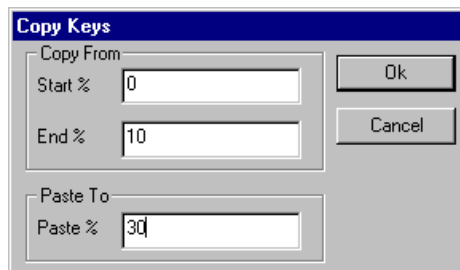 Copy Keys
Copy From
Start % 0
End % 10
Ok
Cancel
Paste To
Paste % 30